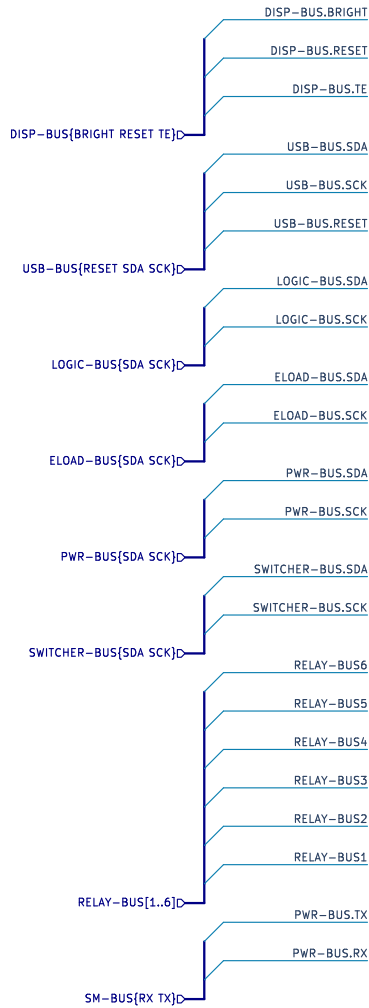 DISP-BUS.BRIGHT
DISP-BUS.RESET
DISP-BUS.TE
DISP-BUS{BRIGHT RESET TE}
USB-BUS.SDA
USB-BUS.SCK
USB-BUS.RESET
USB-BUS{RESET SDA SCK}
LOGIC-BUS.SDA
LOGIC-BUS.SCK
LOGIC-BUS{SDA SCK}
ELOAD-BUS.SDA
ELOAD-BUS.SCK
ELOAD-BUS{SDA SCK}
PWR-BUS.SDA
PWR-BUS.SCK
PWR-BUS{SDA SCK}
SWITCHER-BUS.SDA
SWITCHER-BUS.SCK
SWITCHER-BUS{SDA SCK}
RELAY-BUS6
RELAY-BUS5
RELAY-BUS4
RELAY-BUS3
RELAY-BUS2
RELAY-BUS1
RELAY-BUS[1..6]
PWR-BUS.TX
PWR-BUS.RX
SM-BUS{RX TX}